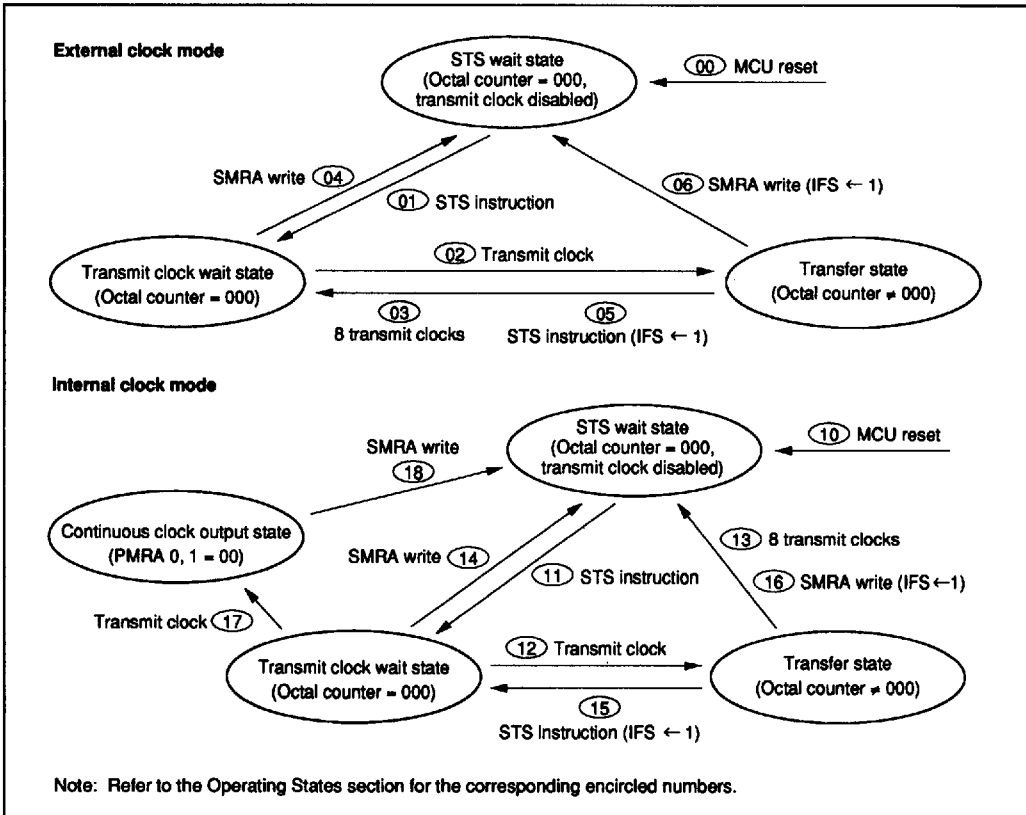 External clock mode
STS wait state
(Octal counter = 000,
transmit clock disabled)
00 MCU reset
SMRA write 04
01 STS instruction
06 SMRA write (IFS ← 1)
Transmit clock wait state
(Octal counter = 000)
02 Transmit clock
Transfer state
(Octal counter ≠ 000)
03
8 transmit clocks
05
STS instruction (IFS ← 1)
Internal clock mode
STS wait state
(Octal counter = 000,
transmit clock disabled)
10 MCU reset
SMRA write
18
Continuous clock output state
(PMRA 0, 1 = 00)
SMRA write 14
11 STS instruction
13 8 transmit clocks
16 SMRA write (IFS ←1)
Transmit clock 17
Transmit clock wait state
(Octal counter = 000)
12 Transmit clock
Transfer state
(Octal counter ≠ 000)
15
STS Instruction (IFS ← 1)
Note: Refer to the Operating States section for the corresponding encircled numbers.